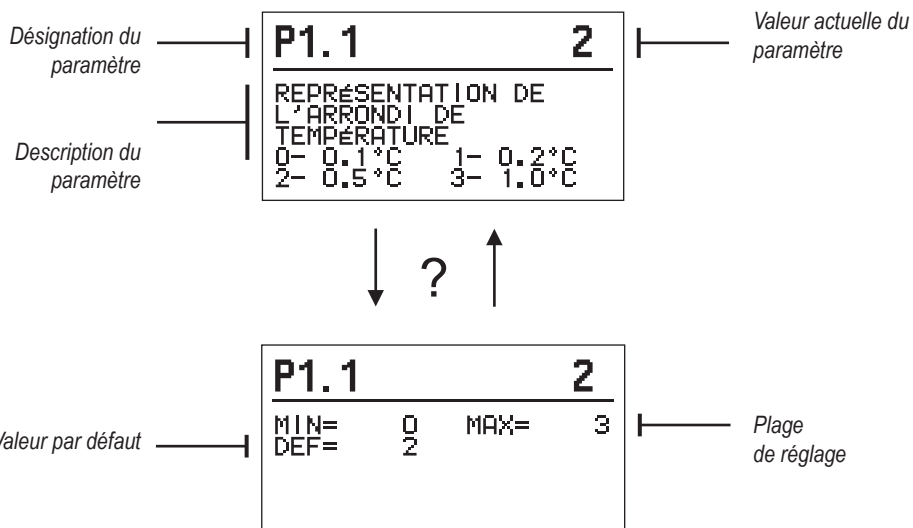 Désignation du
paramètre
P1.1 2
Valeur actuelle du
paramètre
Description du
paramètre
REPRéSENTATION DE
L'ARRONDI DE
TEMPéRATURE
0- 0.1°C 1- 0.2°C
2- 0.5°C 3- 1.0°C
?
P1.1 2
Valeur par défaut
MIN= 0 MAX= 3
DEF= 2
Plage
de réglage